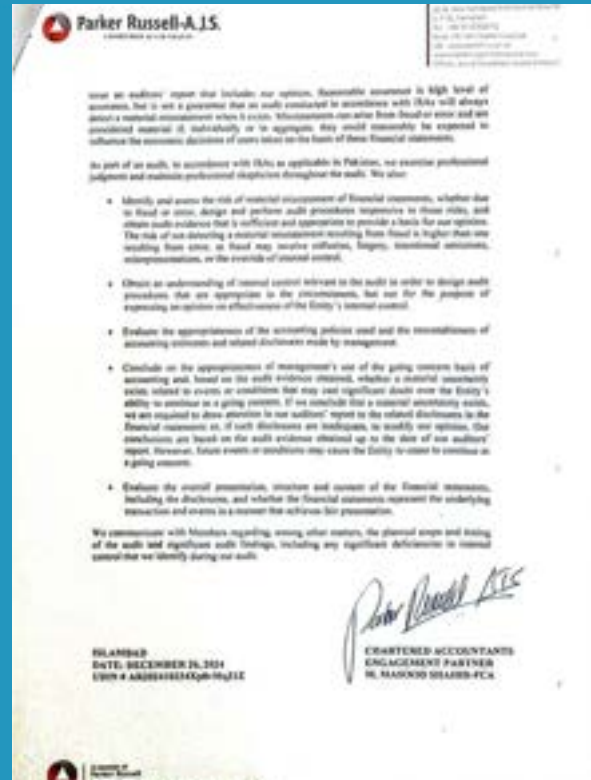 Parker Russell-A.J.S.
CHARTERED ACCOUNTANTS
issue an auditors' report that includes our opinion. Reasonable assurance is high level of
assurance, but is not a guarantee that an audit conducted in accordance with ISAs will always
detect a material misstatement when it exists. Misstatements can arise from fraud or error and are
considered material if, individually or in aggregate, they could reasonably be expected to
influence the economic decisions of users taken on the basis of these financial statements.
As part of an audit, in accordance with ISAs as applicable in Pakistan, we exercise professional
judgment and maintain professional skepticism throughout the audit. We also:
• Identify and assess the risk of material misstatement of financial statements, whether due
to fraud or error, design and perform audit procedures responsive to those risks, and
obtain audit evidence that is sufficient and appropriate to provide a basis for our opinion.
The risk of not detecting a material misstatement resulting from fraud is higher than one
resulting from error, as fraud may involve collusion, forgery, intentional omissions,
misrepresentations, or the override of internal control.
• Obtain an understanding of internal control relevant to the audit in order to design audit
procedures that are appropriate in the circumstances, but not for the purpose of
expressing an opinion on effectiveness of the Entity's internal control.
• Evaluate the appropriateness of the accounting policies used and the reasonableness of
accounting estimates and related disclosures made by management.
• Conclude on the appropriateness of management's use of the going concern basis of
accounting and, based on the audit evidence obtained, whether a material uncertainty
exists related to events or conditions that may cast significant doubt over the Entity's
ability to continue as a going concern. If we conclude that a material uncertainty exists,
we are required to draw attention in our auditors' report to the related disclosures in the
financial statements or, if such disclosures are inadequate, to modify our opinion. Our
conclusions are based on the audit evidence obtained up to the date of our auditors'
report. However, future events or conditions may cause the Entity to cease to continue as
a going concern.
• Evaluate the overall presentation, structure and content of the financial statements,
including the disclosures, and whether the financial statements represent the underlying
transaction and events in a manner that achieves fair presentation.
We communicate with Members regarding, among other matters, the planned scope and timing
of the audit and significant audit findings, including any significant deficiencies in internal
control that we identify during our audit.
Parker Russell AJS
ISLAMABAD
DATE: DECEMBER 26, 2024
UDIN #
CHARTERED ACCOUNTANTS
ENGAGEMENT PARTNER
M. MASOOD SHAHID-FCA
A member of
Parker Russell